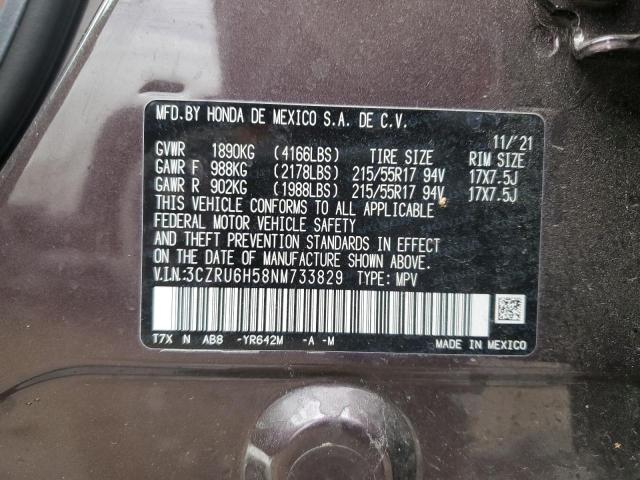 MFD.BY HONDA DE MEXICO S.A. DE C.V.
11/'21
GVWR 1890KG (4166LBS) TIRE SIZE RIM SIZE
GAWR F 988KG (2178LBS) 215/55R17 94V 17X7.5J
GAWR R 902KG (1988LBS) 215/55R17 94V 17X7.5J
THIS VEHICLE CONFORMS TO ALL APPLICABLE
FEDERAL MOTOR VEHICLE SAFETY
AND THEFT PREVENTION STANDARDS IN EFFECT
ON THE DATE OF MANUFACTURE SHOWN ABOVE.
V.I.N.:3CZRU6H58NM733829 TYPE: MPV
T7X N AB8 -YR642M -A -M MADE IN MEXICO